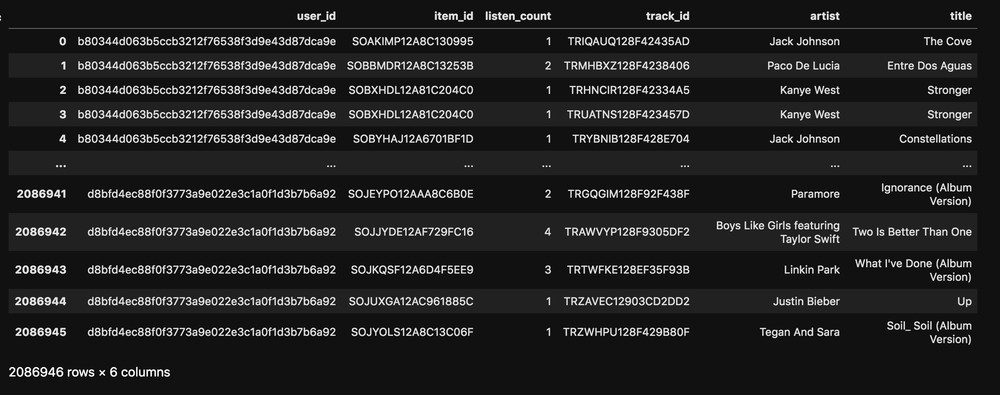 user_id item_id listen_count track_id artist title
0 b80344d063b5ccb3212f76538f3d9e43d87dca9e SOAKIMP12A8C130995 1 TRIQAUQ128F42435AD Jack Johnson The Cove
1 b80344d063b5ccb3212f76538f3d9e43d87dca9e SOBBMDR12A8C13253B 2 TRMHBXZ128F4238406 Paco De Lucia Entre Dos Aguas
2 b80344d063b5ccb3212f76538f3d9e43d87dca9e SOBXHDL12A81C204C0 1 TRHNCIR128F42334A5 Kanye West Stronger
3 b80344d063b5ccb3212f76538f3d9e43d87dca9e SOBXHDL12A81C204C0 1 TRUATNS128F423457D Kanye West Stronger
4 b80344d063b5ccb3212f76538f3d9e43d87dca9e SOBYHAJ12A6701BF1D 1 TRYBNIB128F428E704 Jack Johnson Constellations
... ... ... ... ... ... ...
2086941 d8bfd4ec88f0f3773a9e022e3c1a0f1d3b7b6a92 SOJEYPO12AAA8C6B0E 2 TRGQGIM128F92F438F Paramore Ignorance (Album
Version)
2086942 d8bfd4ec88f0f3773a9e022e3c1a0f1d3b7b6a92 SOJJYDE12AF729FC16 4 TRAWVYP128F9305DF2 Boys Like Girls featuring
Taylor Swift Two Is Better Than One
2086943 d8bfd4ec88f0f3773a9e022e3c1a0f1d3b7b6a92 SOJKQSF12A6D4F5EE9 3 TRTWFKE128EF35F93B Linkin Park What I've Done (Album
Version)
2086944 d8bfd4ec88f0f3773a9e022e3c1a0f1d3b7b6a92 SOJUXGA12AC961885C 1 TRZAVEC12903CD2DD2 Justin Bieber Up
2086945 d8bfd4ec88f0f3773a9e022e3c1a0f1d3b7b6a92 SOJYOLS12A8C13C06F 1 TRZWHPU128F429B80F Tegan And Sara Soil_ Soil (Album
Version)
2086946 rows × 6 columns